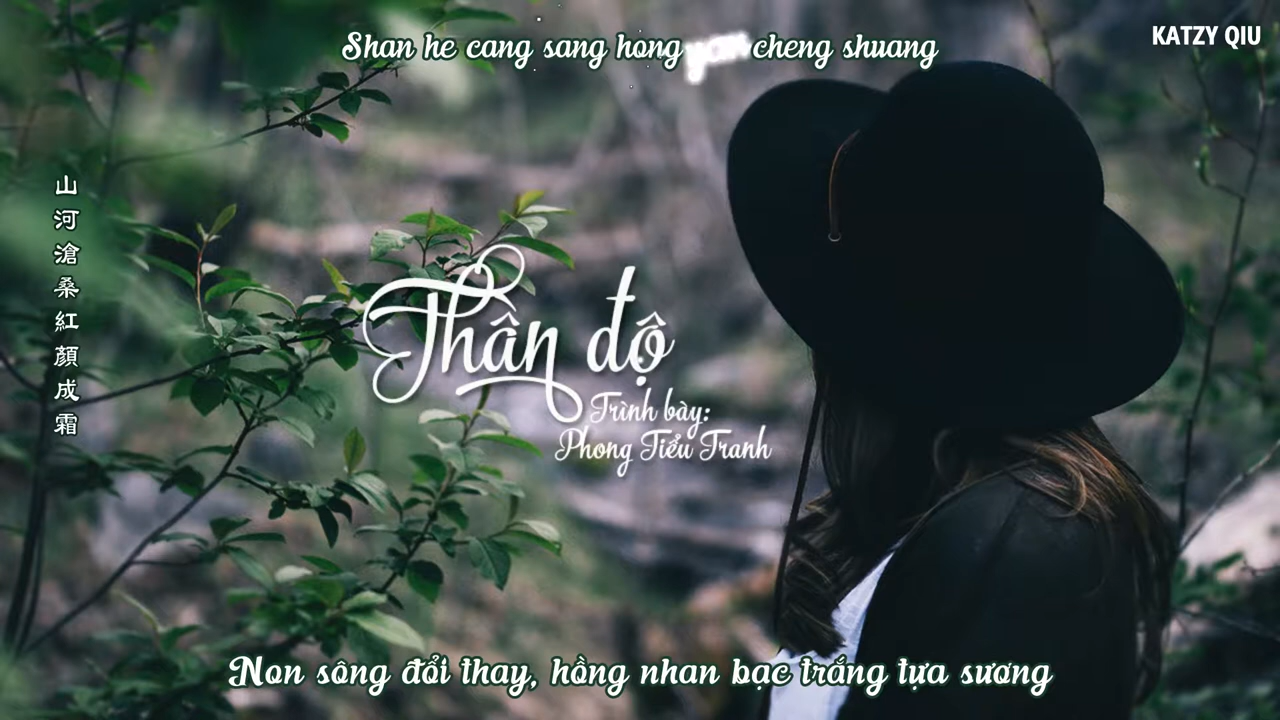 Shan he cang sang hong yan cheng shuang
KATZY QIU
山河滄桑紅顏成霜
Thần độ
Trình bày:
Phong Tiểu Tranh
Non sông đổi thay, hồng nhan bạc trắng tựa sương